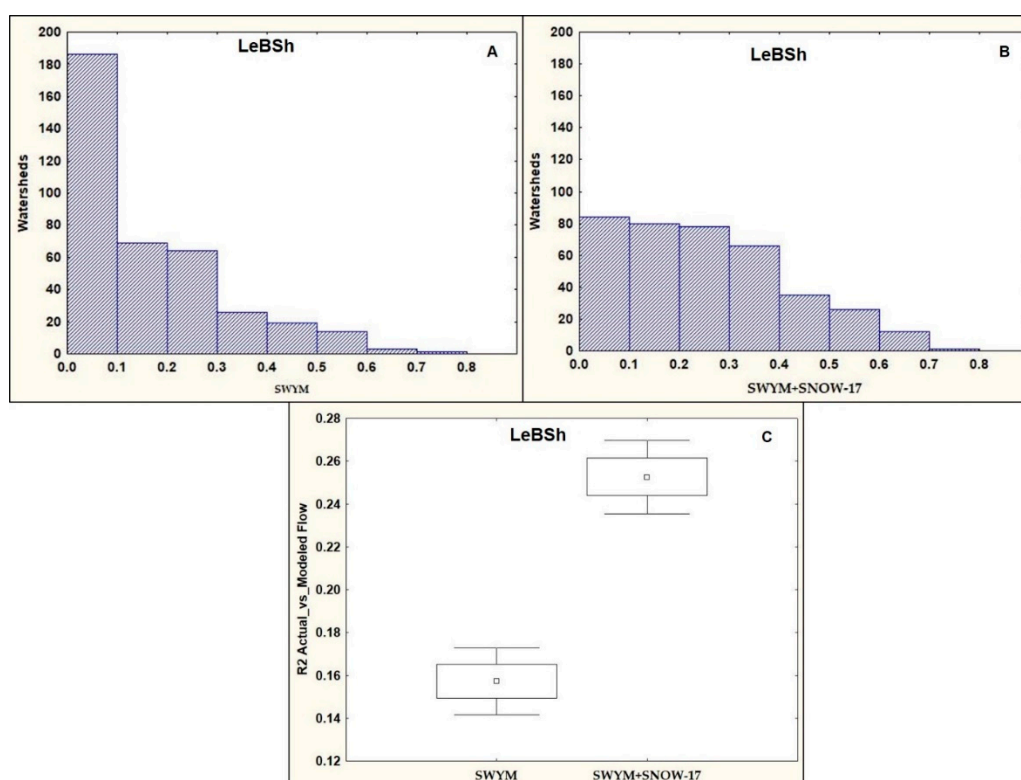 LeBSh
A
Watersheds
200
180
160
140
120
100
80
60
40
20
0
0.0 0.1 0.2 0.3 0.4 0.5 0.6 0.7 0.8
SWYM
LeBSh
B
Watersheds
200
180
160
140
120
100
80
60
40
20
0
0.0 0.1 0.2 0.3 0.4 0.5 0.6 0.7 0.8
SWYM+SNOW-17
LeBSh
C
R2 Actual_vs_Modeled Flow
0.28
0.26
0.24
0.22
0.20
0.18
0.16
0.14
0.12
SWYM SWYM+SNOW-17